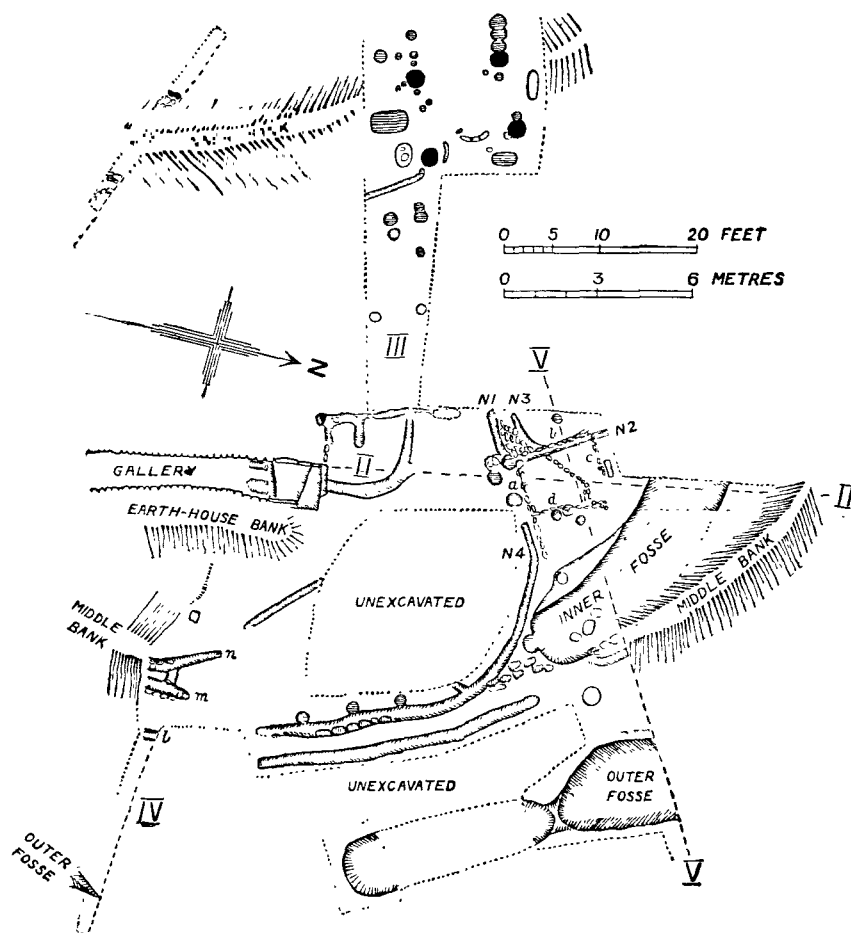 0 5 10 20 FEET
0 3 6 METRES
N
III
V
N1 N3
N2
II
GALLERY
a
c
d
II
EARTH-HOUSE BANK
N4
UNEXCAVATED
INNER FOSSE
MIDDLE BANK
MIDDLE
BANK
n
m
l
UNEXCAVATED
OUTER
FOSSE
IV
OUTER
FOSSE
V